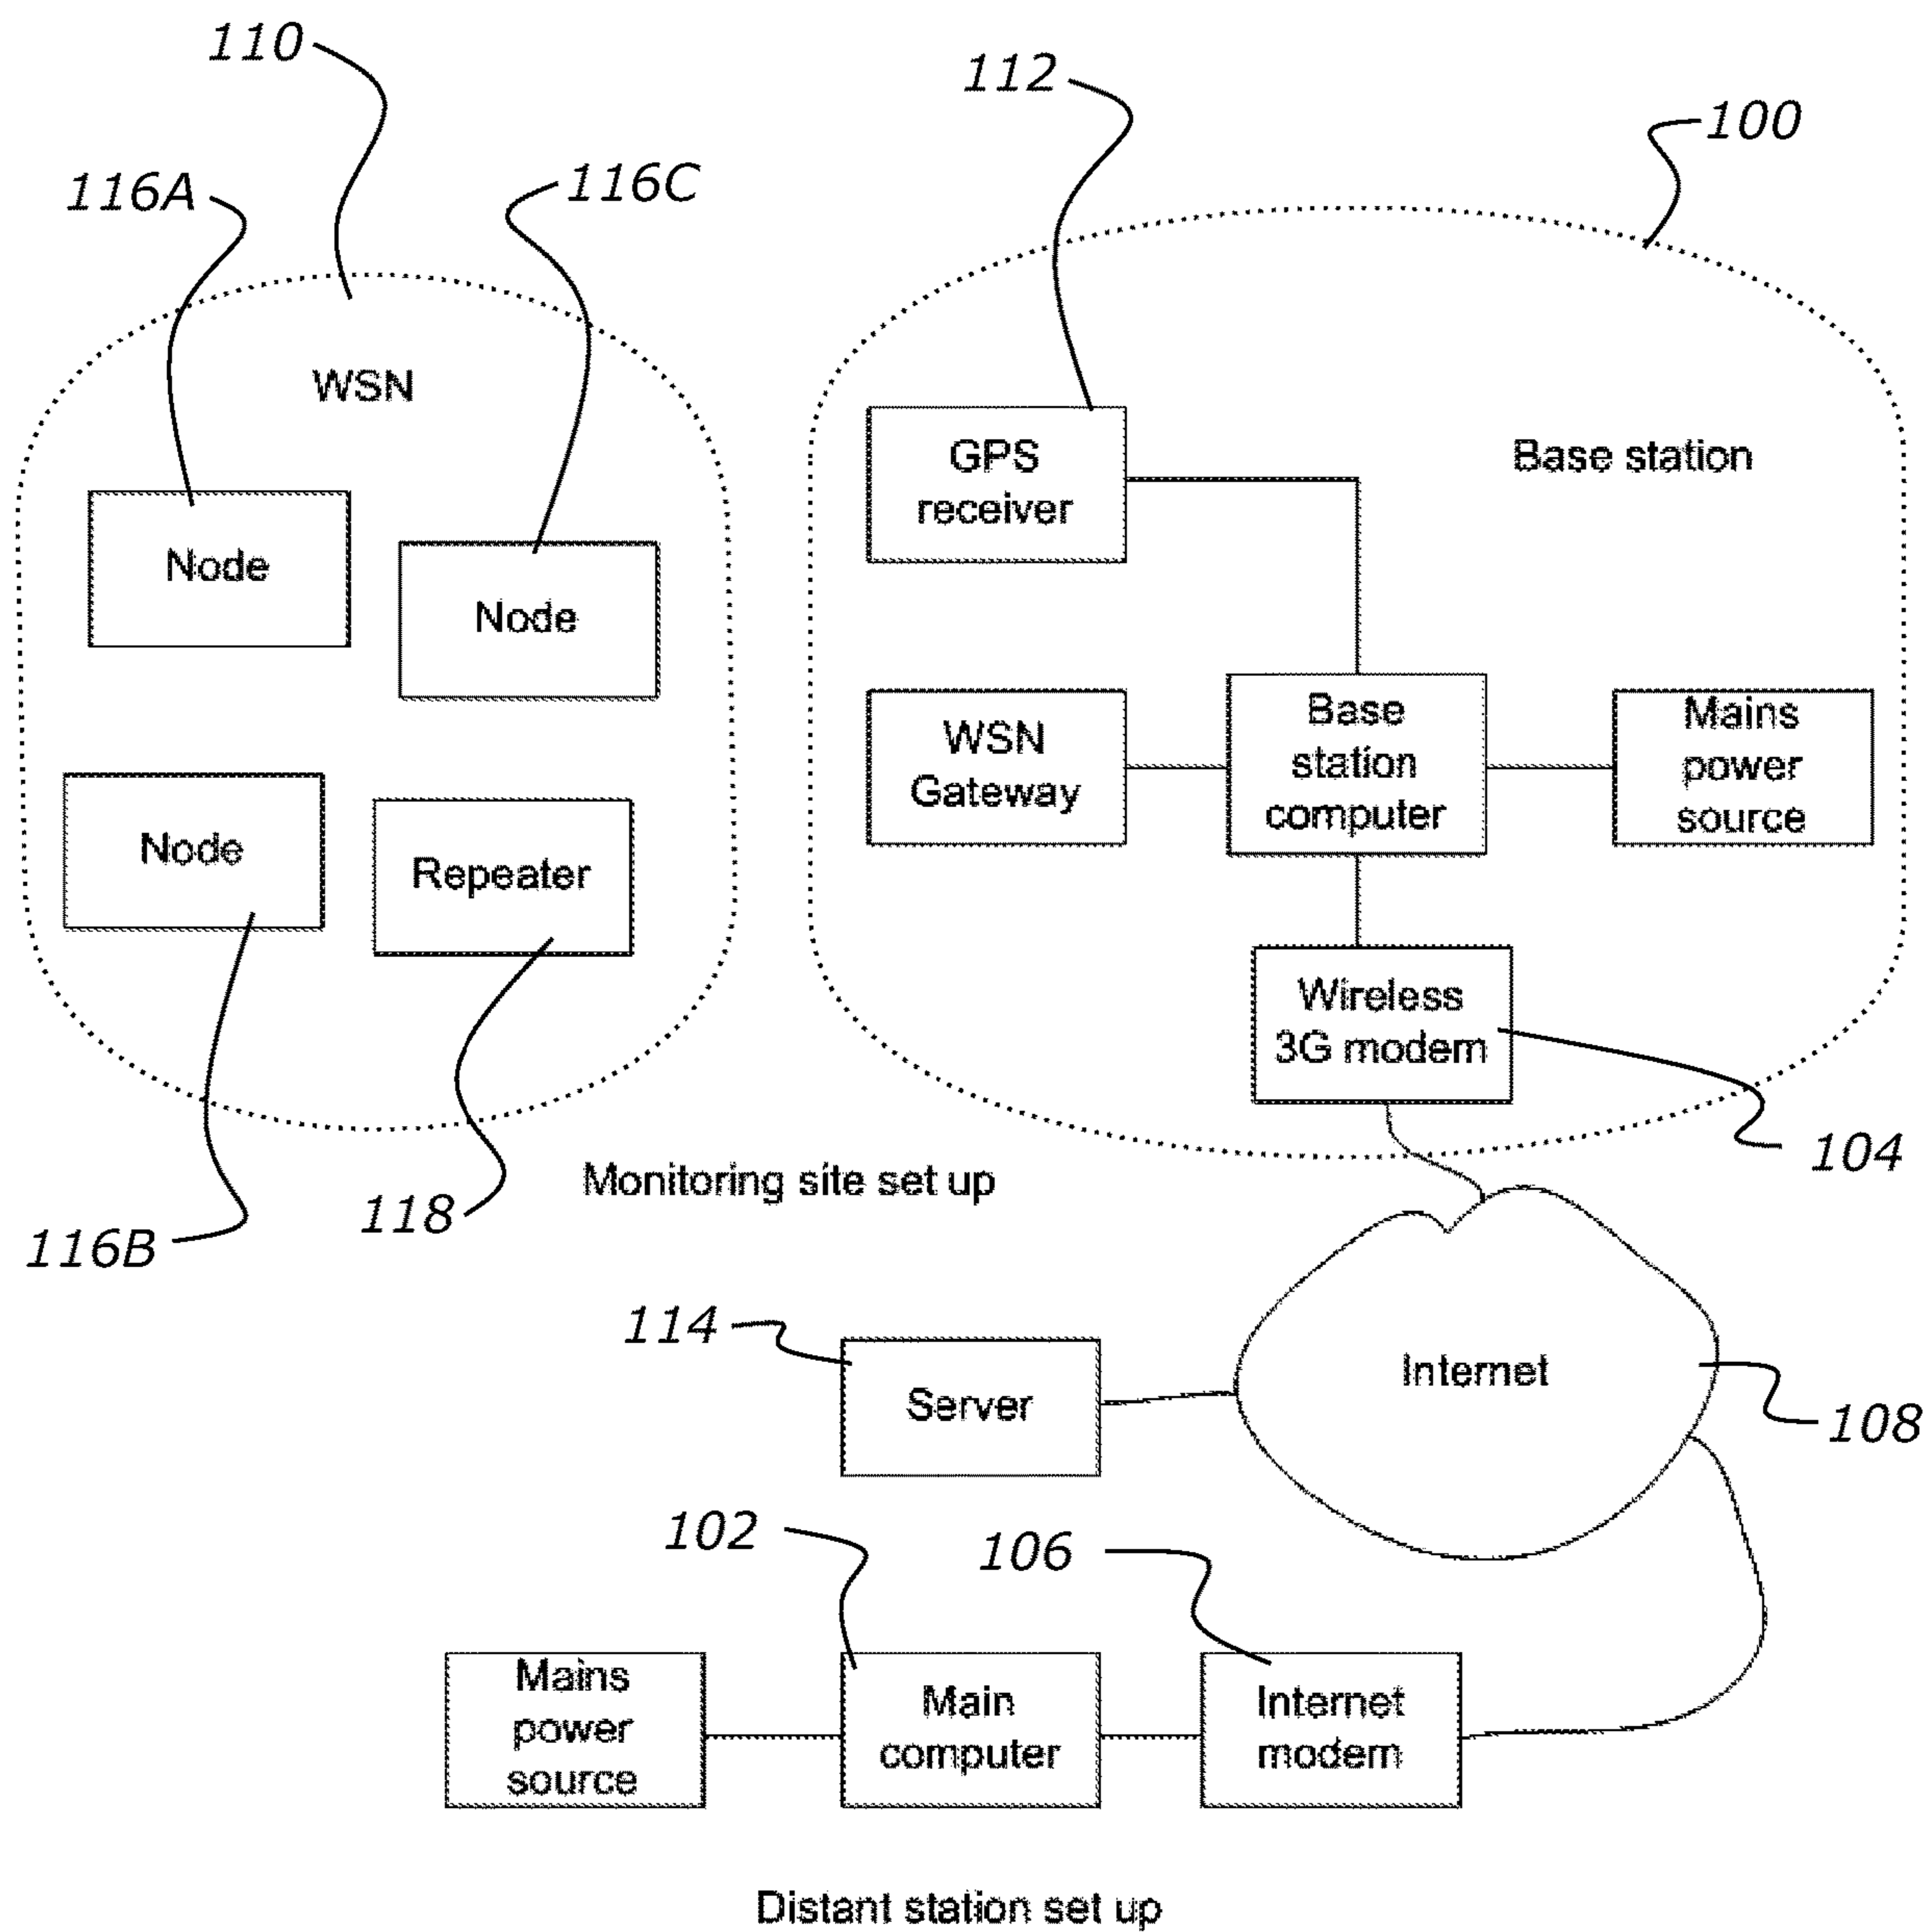 110
112
100
116A
116C
WSN
GPS
receiver
Base station
Node
Node
WSN
Gateway
Base
station
computer
Mains
power
source
Node
Repeater
Wireless
3G modem
104
Monitoring site set up
118
116B
114
Server
Internet
108
102
106
Mains
power
source
Main
computer
Internet
modem
Distant station set up